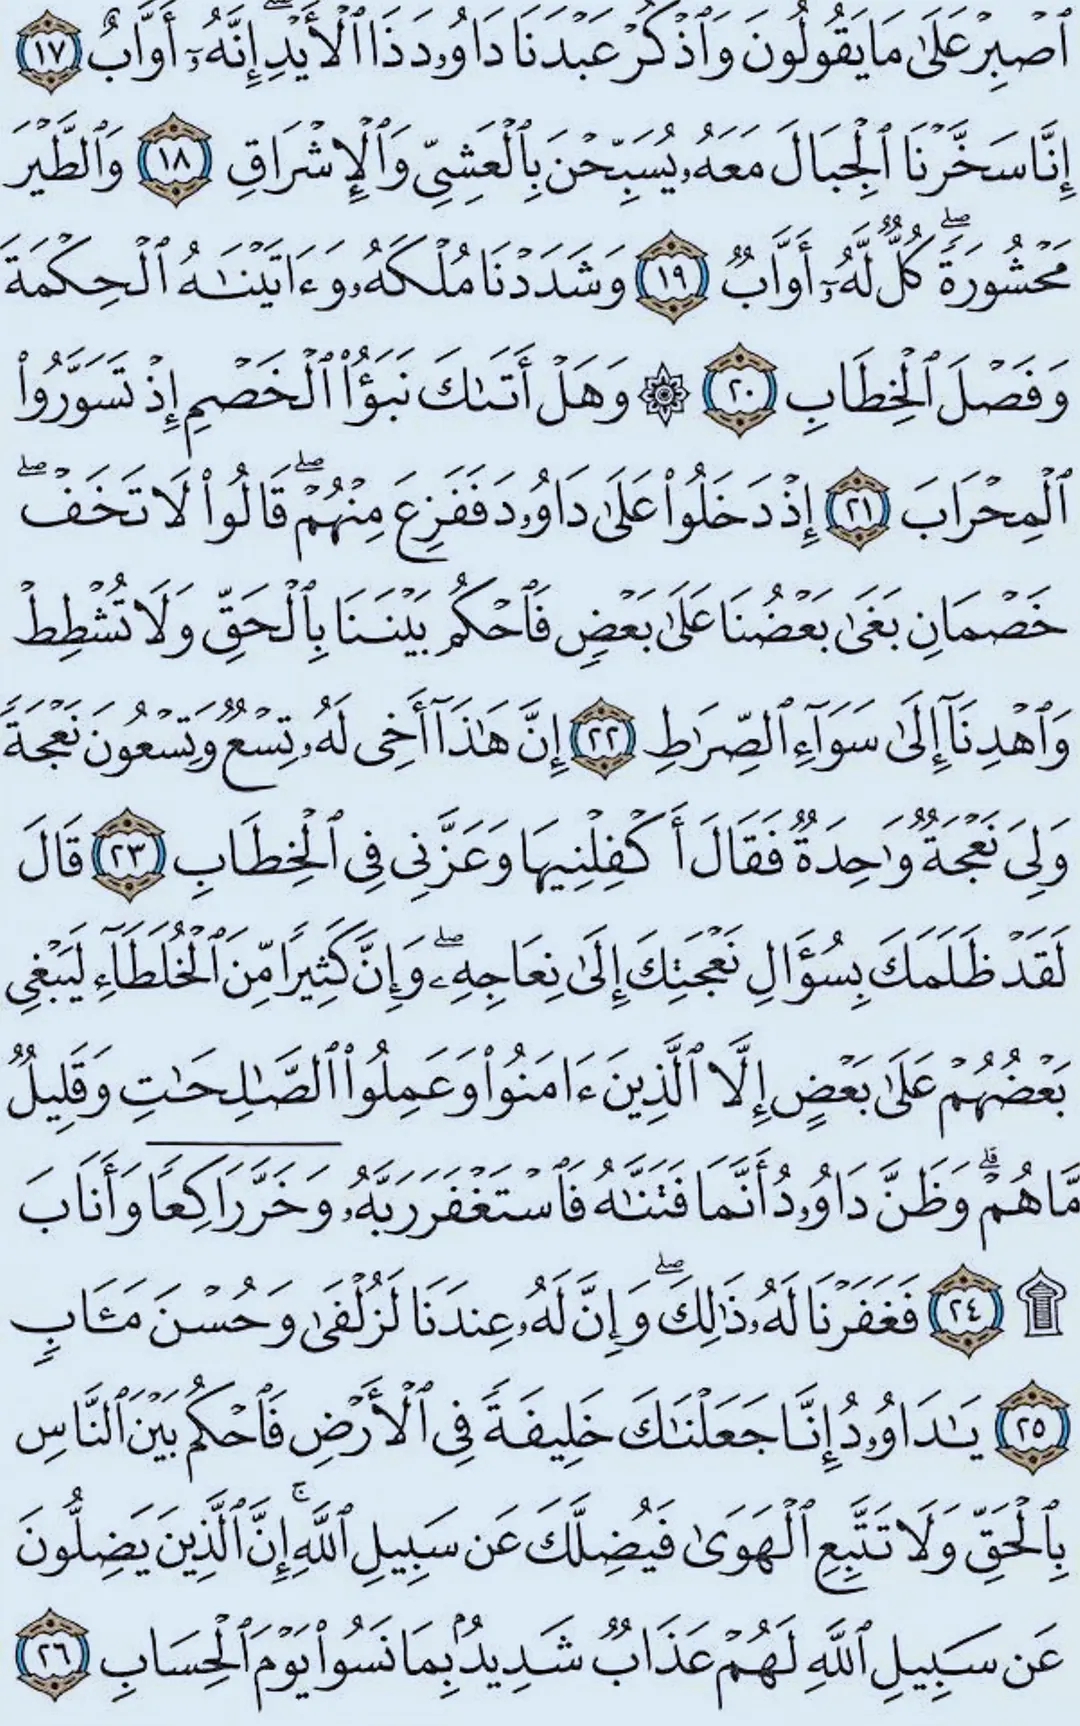 ٱصۡبِرۡ عَلَىٰ مَا يَقُولُونَ وَٱذۡكُرۡ عَبۡدَنَا دَاوُۥدَ ذَا ٱلۡأَيۡدِۖ إِنَّهُۥٓ أَوَّابٌ ١٧
إِنَّا سَخَّرۡنَا ٱلۡجِبَالَ مَعَهُۥ يُسَبِّحۡنَ بِٱلۡعَشِيِّ وَٱلۡإِشۡرَاقِ ١٨ وَٱلطَّيۡرَ
مَحۡشُورَةٗۖ كُلّٞ لَّهُۥٓ أَوَّابٞ ١٩ وَشَدَدۡنَا مُلۡكَهُۥ وَءَاتَيۡنَٰهُ ٱلۡحِكۡمَةَ
وَفَصۡلَ ٱلۡخِطَابِ ٢٠ ۞ وَهَلۡ أَتَىٰكَ نَبَؤُاْ ٱلۡخَصۡمِ إِذۡ تَسَوَّرُواْ
ٱلۡمِحۡرَابَ ٢١ إِذۡ دَخَلُواْ عَلَىٰ دَاوُۥدَ فَفَزِعَ مِنۡهُمۡۖ قَالُواْ لَا تَخَفۡۖ
خَصۡمَانِ بَغَىٰ بَعۡضُنَا عَلَىٰ بَعۡضٖ فَٱحۡكُم بَيۡنَنَا بِٱلۡحَقِّ وَلَا تُشۡطِطۡ
وَٱهۡدِنَآ إِلَىٰ سَوَآءِ ٱلصِّرَٰطِ ٢٢ إِنَّ هَٰذَآ أَخِي لَهُۥ تِسۡعٞ وَتِسۡعُونَ نَعۡجَةٗ
وَلِيَ نَعۡجَةٞ وَٰحِدَةٞ فَقَالَ أَكۡفِلۡنِيهَا وَعَزَّنِي فِي ٱلۡخِطَابِ ٢٣ قَالَ
لَقَدۡ ظَلَمَكَ بِسُؤَالِ نَعۡجَتِكَ إِلَىٰ نِعَاجِهِۦۖ وَإِنَّ كَثِيرٗا مِّنَ ٱلۡخُلَطَآءِ لَيَبۡغِي
بَعۡضُهُمۡ عَلَىٰ بَعۡضٍ إِلَّا ٱلَّذِينَ ءَامَنُواْ وَعَمِلُواْ ٱلصَّٰلِحَٰتِ وَقَلِيلٞ
مَّا هُمۡۗ وَظَنَّ دَاوُۥدُ أَنَّمَا فَتَنَّٰهُ فَٱسۡتَغۡفَرَ رَبَّهُۥ وَخَرَّ رَاكِعٗا وَأَنَابَ
۩ ٢٤ فَغَفَرۡنَا لَهُۥ ذَٰلِكَۖ وَإِنَّ لَهُۥ عِندَنَا لَزُلۡفَىٰ وَحُسۡنَ مَـَٔابٖ
٢٥ يَٰدَاوُۥدُ إِنَّا جَعَلۡنَٰكَ خَلِيفَةٗ فِي ٱلۡأَرۡضِ فَٱحۡكُم بَيۡنَ ٱلنَّاسِ
بِٱلۡحَقِّ وَلَا تَتَّبِعِ ٱلۡهَوَىٰ فَيُضِلَّكَ عَن سَبِيلِ ٱللَّهِۚ إِنَّ ٱلَّذِينَ يَضِلُّونَ
عَن سَبِيلِ ٱللَّهِ لَهُمۡ عَذَابٞ شَدِيدُۢ بِمَا نَسُواْ يَوۡمَ ٱلۡحِسَابِ ٢٦